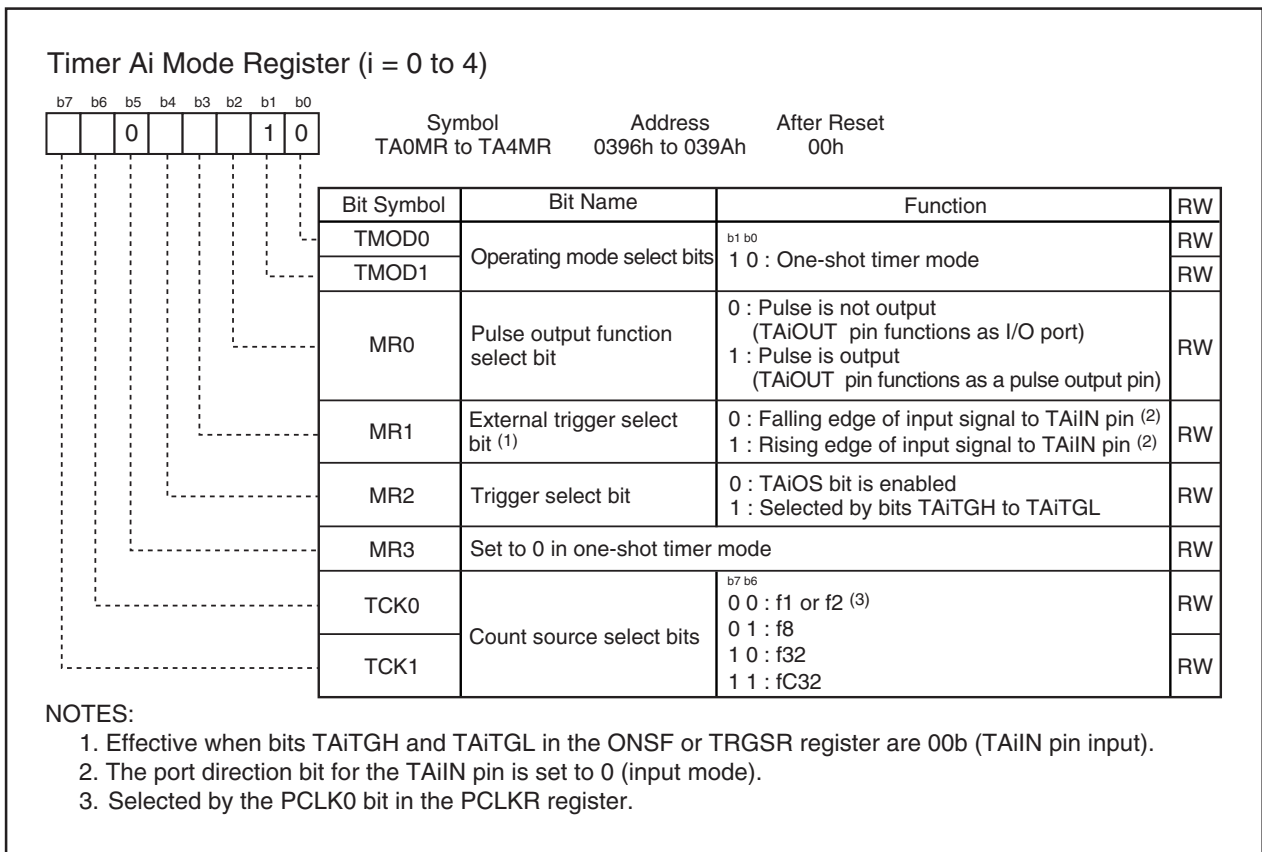 Timer Ai Mode Register (i = 0 to 4)
b7 b6 b5 b4 b3 b2 b1 b0
0 1 0
Symbol Address After Reset
TA0MR to TA4MR 0396h to 039Ah 00h
Bit Symbol Bit Name Function RW
TMOD0 Operating mode select bits b1 b0 RW
TMOD1 1 0 : One-shot timer mode RW
MR0 Pulse output function select bit 0 : Pulse is not output
(TAiOUT pin functions as I/O port)
1 : Pulse is output
(TAiOUT pin functions as a pulse output pin) RW
MR1 External trigger select bit (1) 0 : Falling edge of input signal to TAiIN pin (2)
1 : Rising edge of input signal to TAiIN pin (2) RW
MR2 Trigger select bit 0 : TAiOS bit is enabled
1 : Selected by bits TAiTGH to TAiTGL RW
MR3 Set to 0 in one-shot timer mode RW
TCK0 Count source select bits b7 b6
0 0 : f1 or f2 (3) RW
0 1 : f8
TCK1 1 0 : f32 RW
1 1 : fC32
NOTES:
1. Effective when bits TAiTGH and TAiTGL in the ONSF or TRGSR register are 00b (TAiIN pin input).
2. The port direction bit for the TAiIN pin is set to 0 (input mode).
3. Selected by the PCLK0 bit in the PCLKR register.